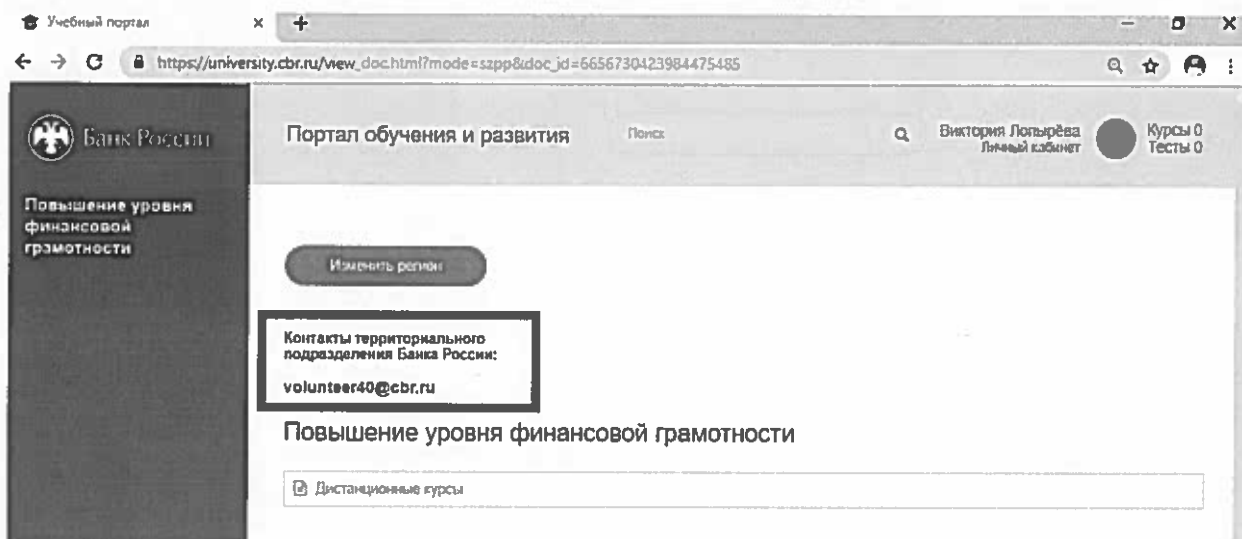 Учебный портал
https://university.cbr.ru/view_doc.html?mode=szpp&doc_id=6656730423984475485
Банк России
Портал обучения и развития
Поиск
Виктория Лопырёва
Личный кабинет
Курсы 0
Тесты 0
Повышение уровня
финансовой
грамотности
Изменить регион
Контакты территориального
подразделения Банка России:
volunteer40@cbr.ru
Повышение уровня финансовой грамотности
Дистанционные курсы